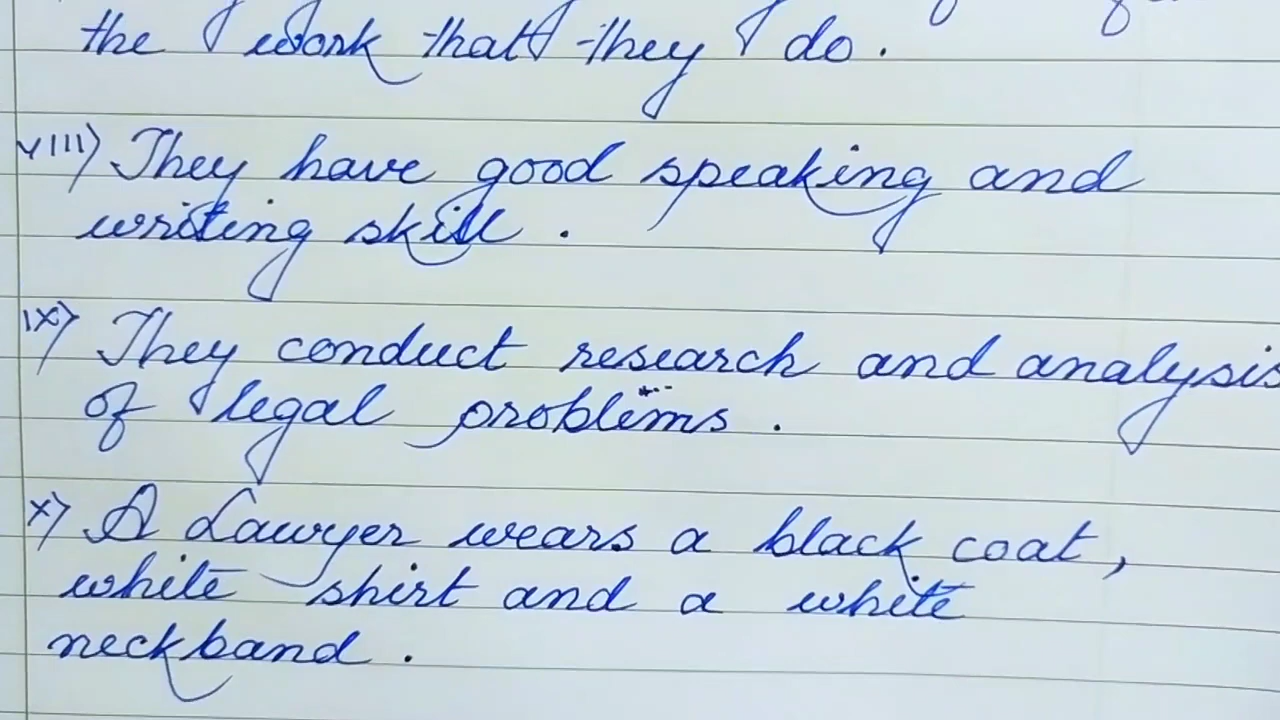 the work that they do.
VIII) They have good speaking and
writing skill.
IX) They conduct research and analysis
of legal problems.
X) A Lawyer wears a black coat,
white shirt and a white
neckband.